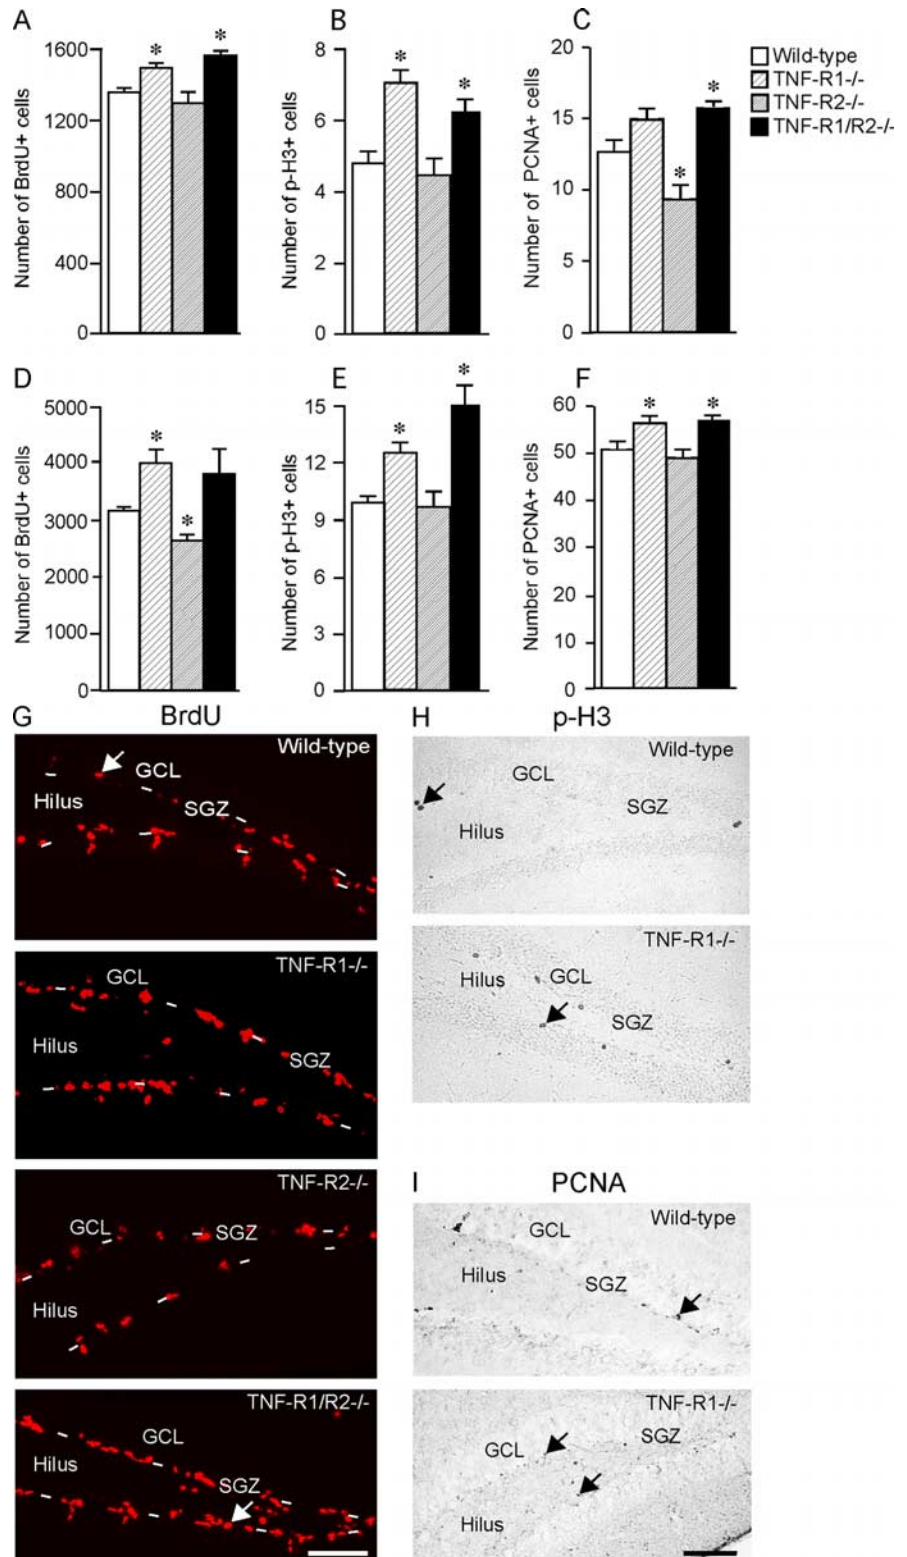 A
B
C
Number of BrdU+ cells
1600
1200
800
400
0
*
*
Number of p-H3+ cells
8
6
4
2
0
*
*
Number of PCNA+ cells
20
15
10
5
0
*
*
Wild-type
TNF-R1-/-
TNF-R2-/-
TNF-R1/R2-/-
D
E
F
Number of BrdU+ cells
5000
4000
3000
2000
1000
0
*
*
Number of p-H3+ cells
15
12
9
6
3
0
*
*
Number of PCNA+ cells
60
50
40
30
20
10
0
*
*
G BrdU
Wild-type
GCL
Hilus
SGZ
TNF-R1-/-
GCL
Hilus
SGZ
TNF-R2-/-
GCL
SGZ
Hilus
TNF-R1/R2-/-
GCL
Hilus
SGZ
H p-H3
Wild-type
GCL
SGZ
Hilus
TNF-R1-/-
Hilus
GCL
SGZ
I PCNA
Wild-type
GCL
Hilus
SGZ
TNF-R1-/-
GCL
SGZ
Hilus